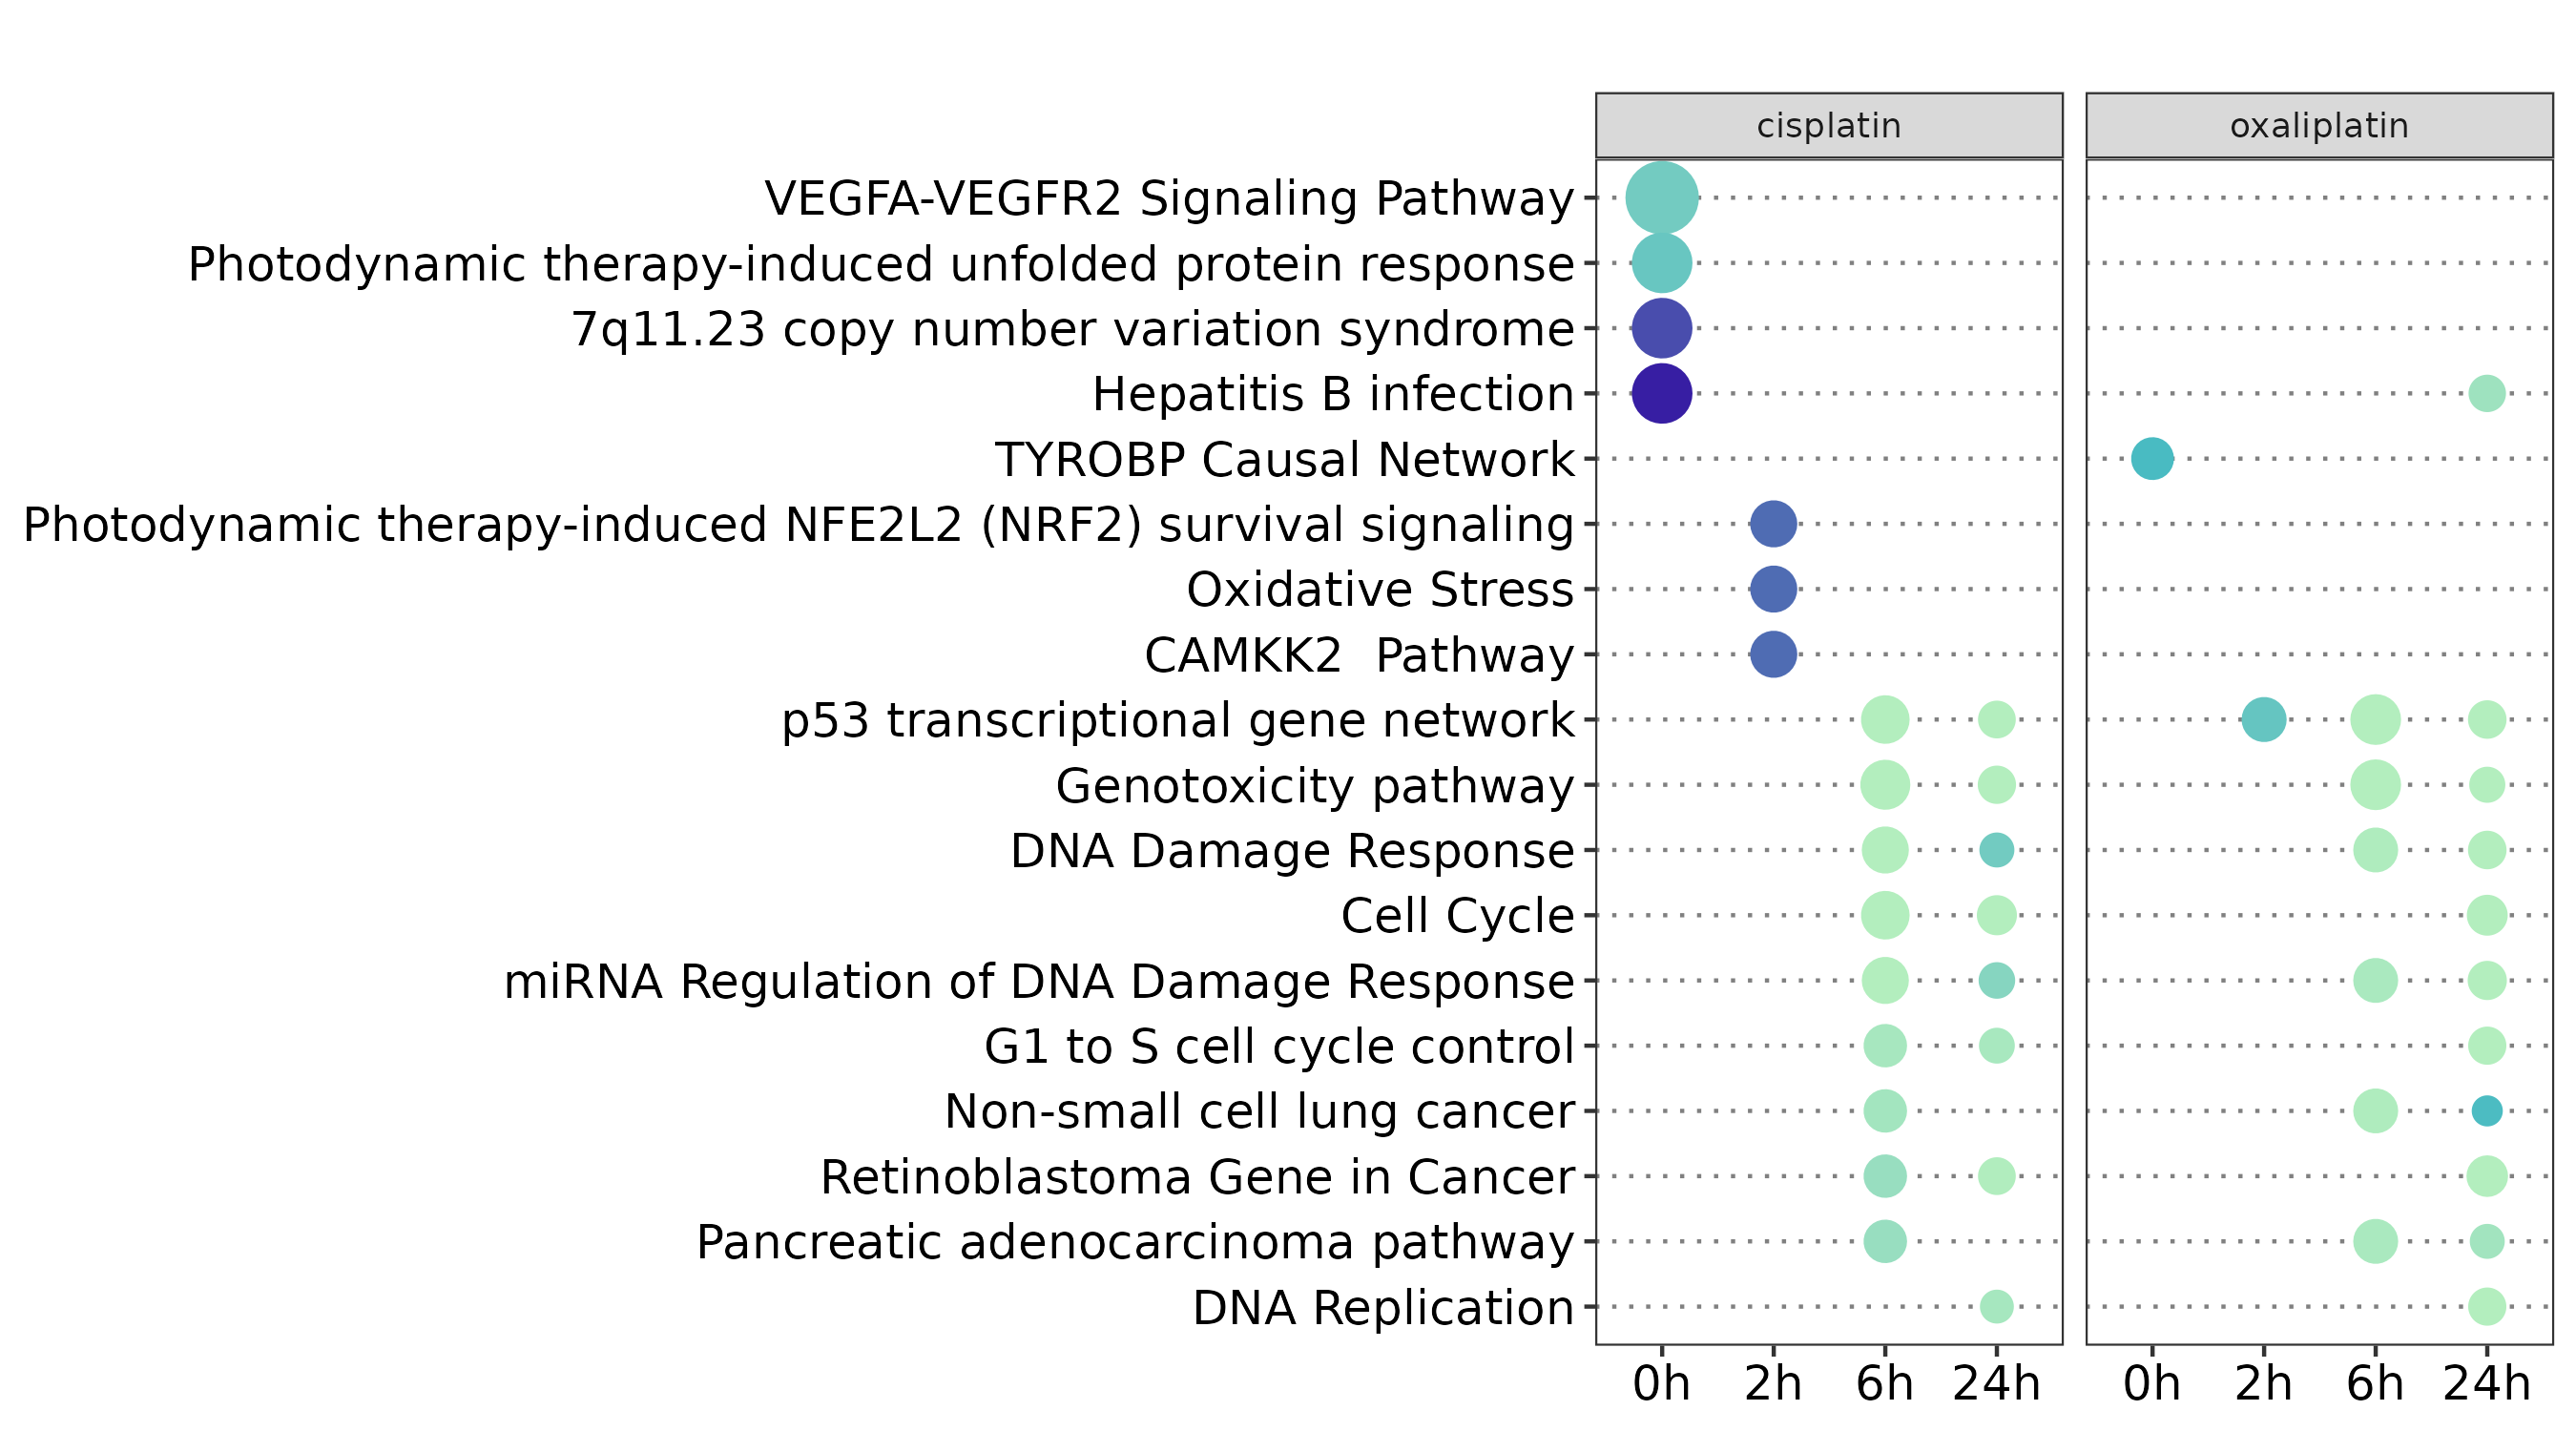 cisplatin oxaliplatin
VEGFA-VEGFR2 Signaling Pathway
Photodynamic therapy-induced unfolded protein response
7q11.23 copy number variation syndrome
Hepatitis B infection
TYROBP Causal Network
Photodynamic therapy-induced NFE2L2 (NRF2) survival signaling
Oxidative Stress
CAMKK2  Pathway
p53 transcriptional gene network
Genotoxicity pathway
DNA Damage Response
Cell Cycle
miRNA Regulation of DNA Damage Response
G1 to S cell cycle control
Non-small cell lung cancer
Retinoblastoma Gene in Cancer
Pancreatic adenocarcinoma pathway
DNA Replication
0h 2h 6h 24h 0h 2h 6h 24h